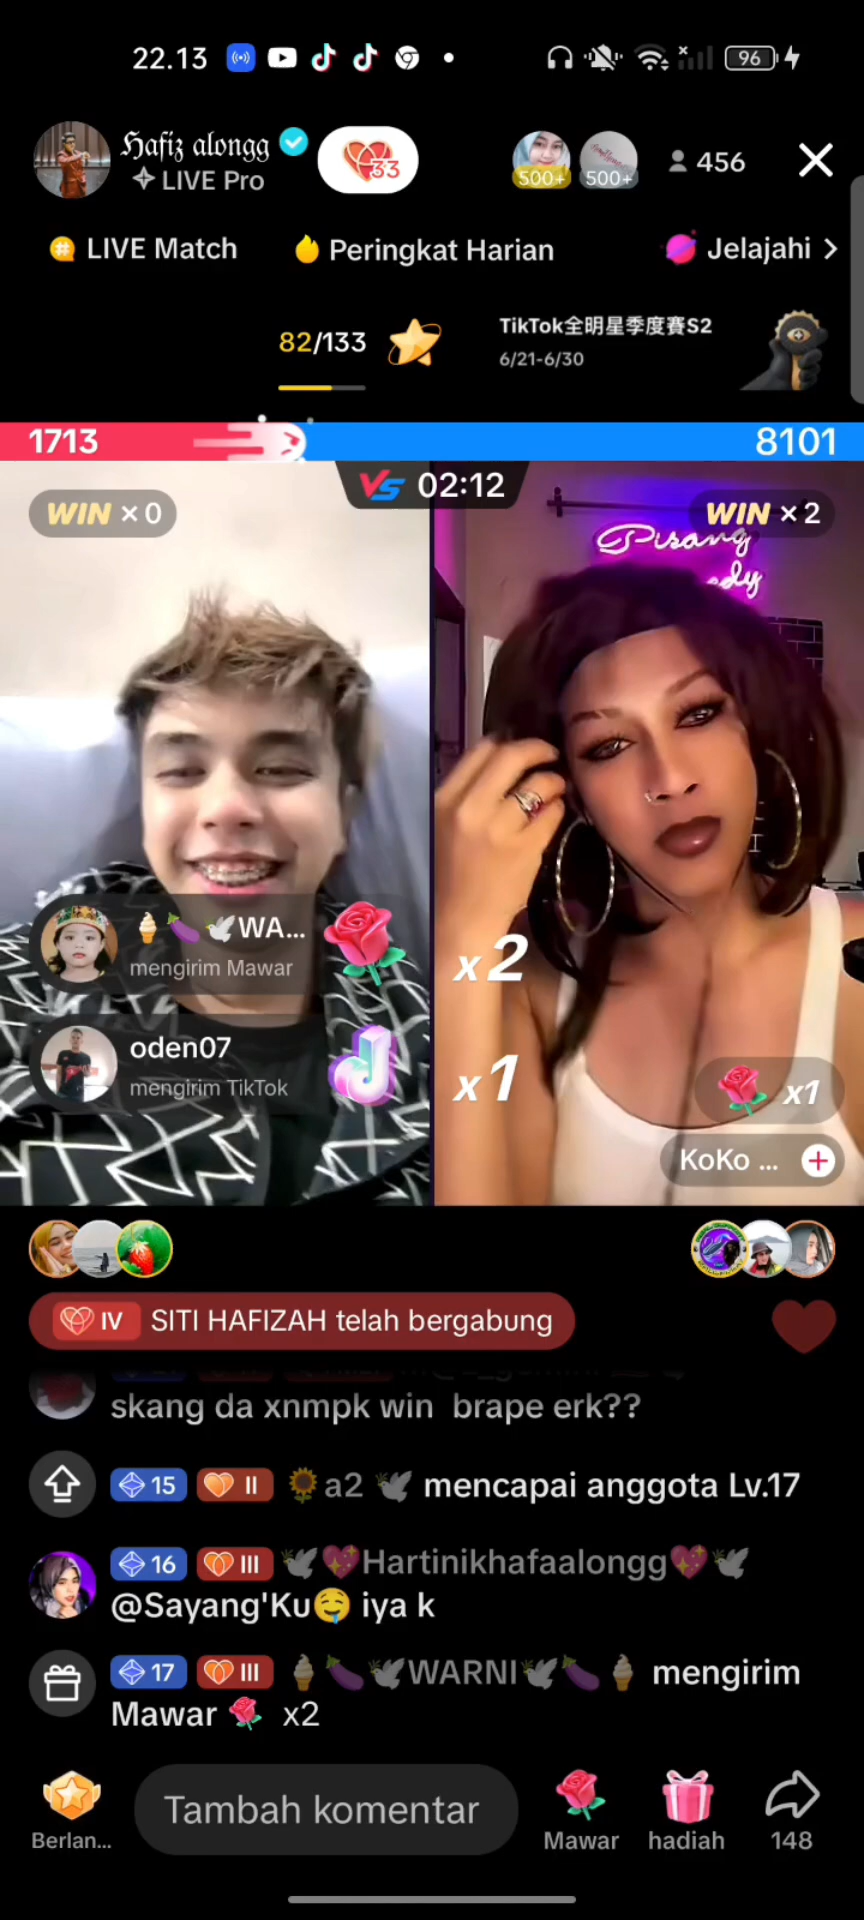 22.13
96
Hafiz alongg
LIVE Pro
33
500+
500+
456
LIVE Match
Peringkat Harian
Jelajahi
82/133
TikTok全明星季度賽S2
6/21-6/30
1713
8101
VS 02:12
WIN × 0
WIN × 2
Pisang
🍦🍆🕊WA...
mengirim Mawar
x2
oden07
mengirim TikTok
x1
x1
KoKo ...
IV SITI HAFIZAH telah bergabung
skang da xnmpk win brape erk??
15 II 🌻a2 🕊 mencapai anggota Lv.17
16 III 🕊💖Hartinikhafaalongg💖🕊
@Sayang'Ku🤤 iya k
17 III 🍦🍆🕊WARNI🕊🍆🍦 mengirim
Mawar 🌹 x2
Tambah komentar
Berlan...
Mawar
hadiah
148